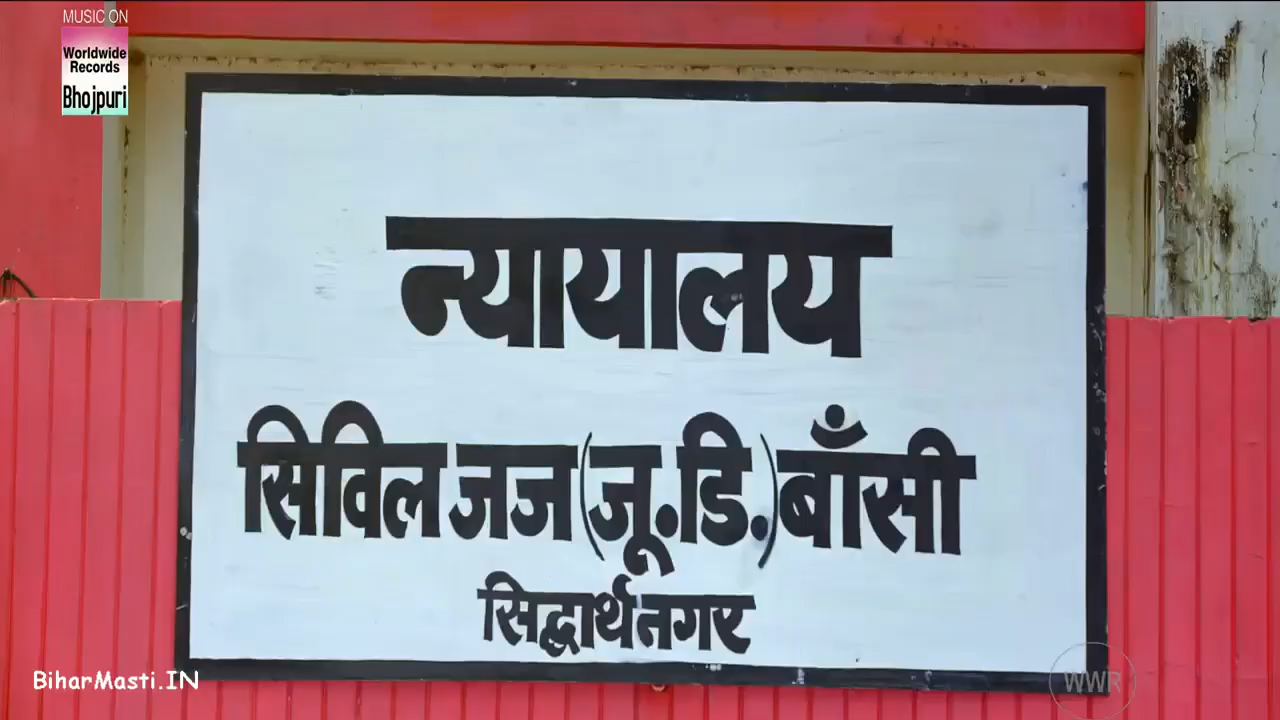 MUSIC ON
Worldwide
Records
Bhojpuri
न्यायालय
सिविल जज (जू.डि.) बाँसी
सिद्धार्थनगर
BiharMasti.IN
WWR